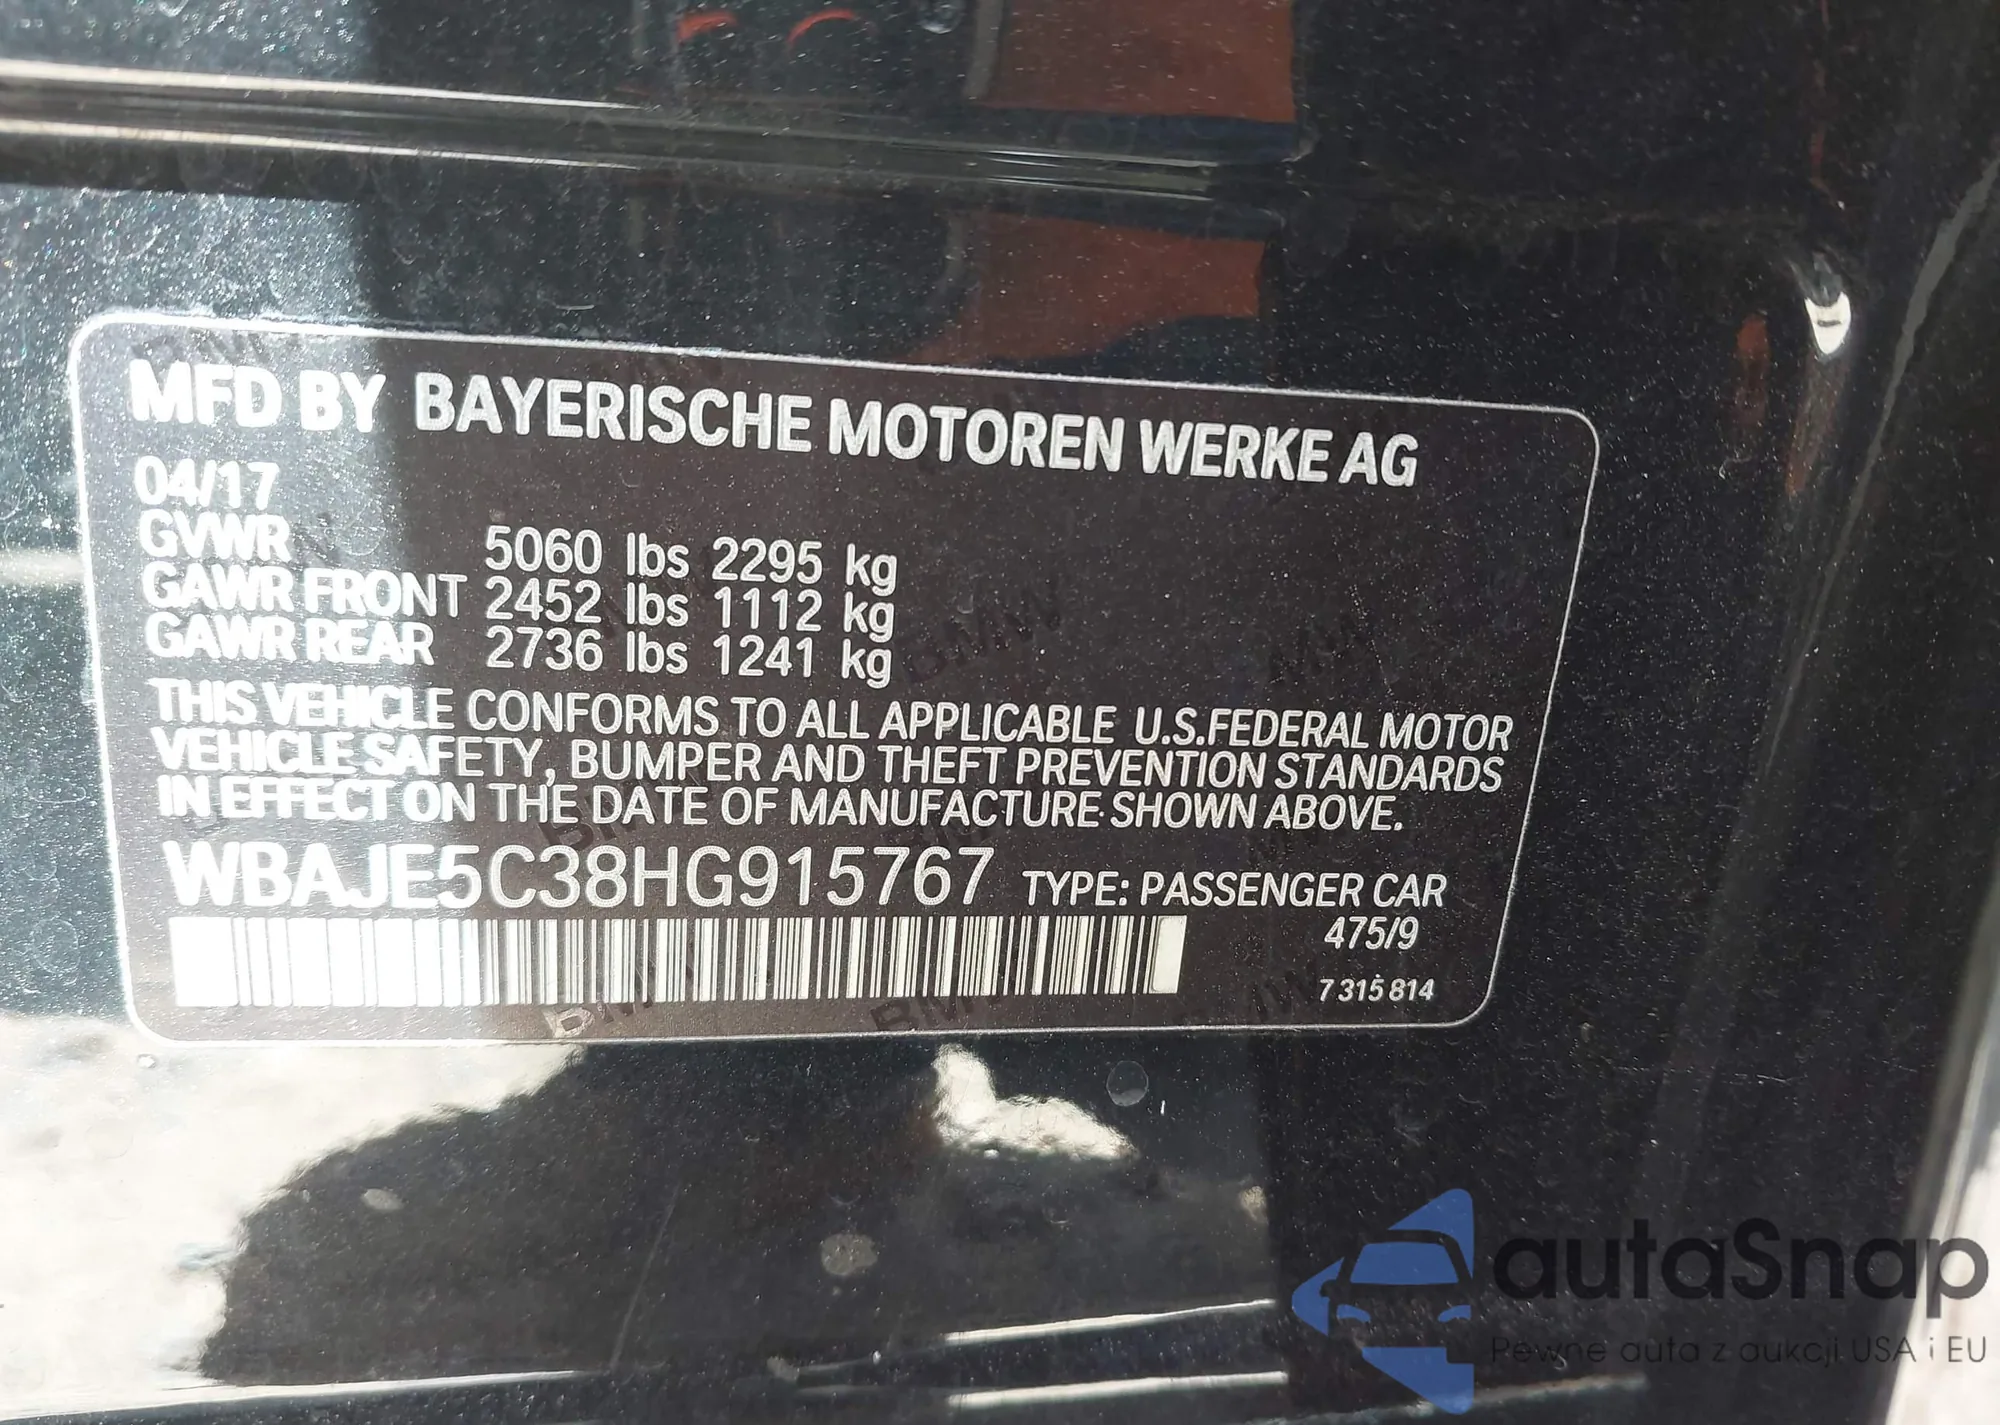 MFD BY BAYERISCHE MOTOREN WERKE AG
04/17
GVWR 5060 lbs 2295 kg
GAWR FRONT 2452 lbs 1112 kg
GAWR REAR 2736 lbs 1241 kg
THIS VEHICLE CONFORMS TO ALL APPLICABLE U.S.FEDERAL MOTOR
VEHICLE SAFETY, BUMPER AND THEFT PREVENTION STANDARDS
IN EFFECT ON THE DATE OF MANUFACTURE SHOWN ABOVE.
WBAJE5C38HG915767 TYPE: PASSENGER CAR
475/9
7 315 814
autaSnap
Pewne auta z aukcji USA i EU